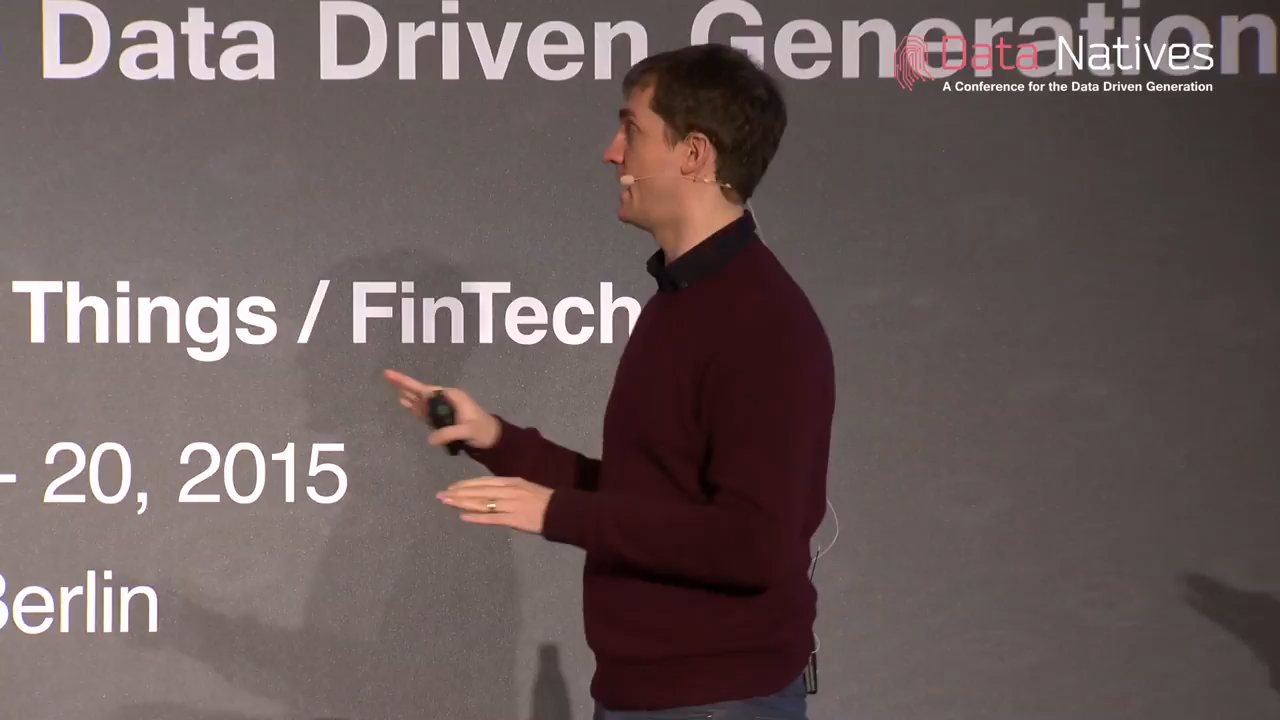 Data Driven Generation
Data Natives
A Conference for the Data Driven Generation
Things / FinTech
- 20, 2015
Berlin